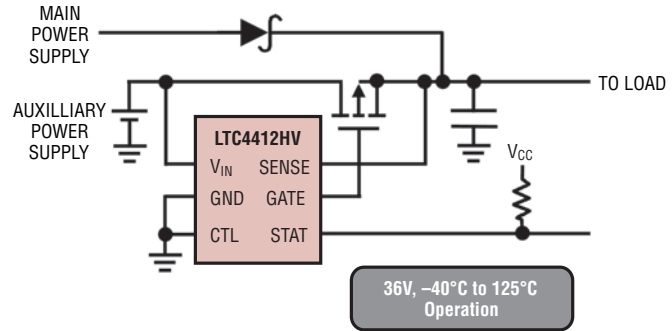 MAIN
POWER
SUPPLY
TO LOAD
AUXILLIARY
POWER
SUPPLY
LTC4412HV
VIN SENSE
GND GATE
CTL STAT
VCC
36V, –40°C to 125°C
Operation